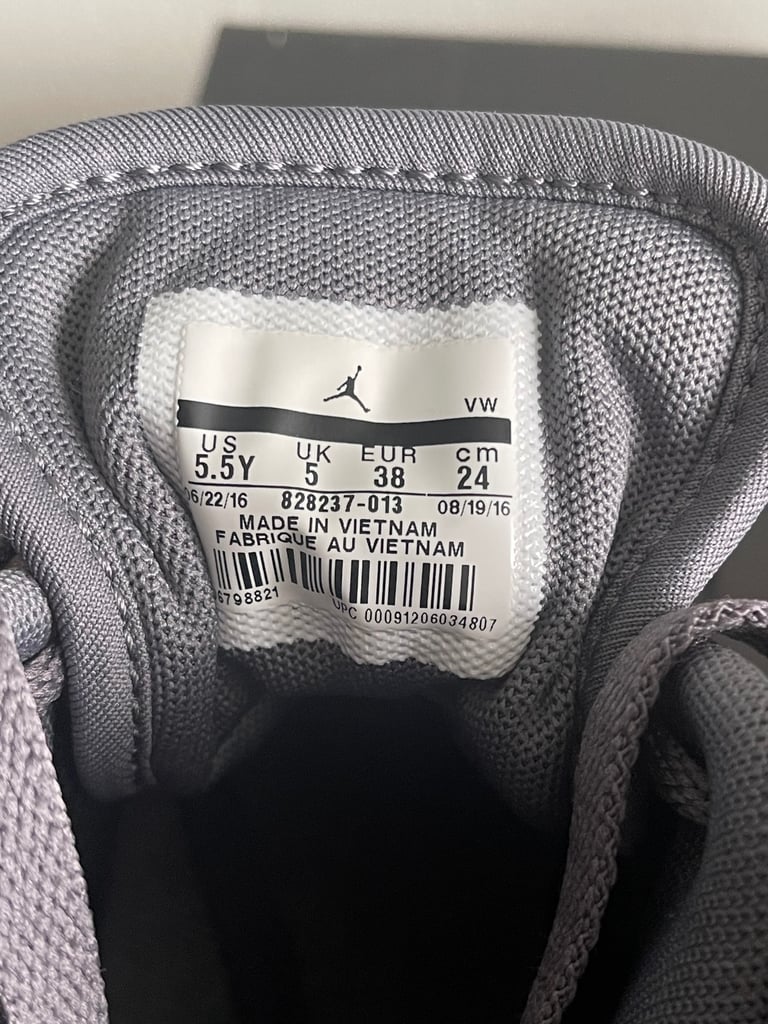 VW
US UK EUR cm
5.5Y 5 38 24
06/22/16 828237-013 08/19/16
MADE IN VIETNAM
FABRIQUE AU VIETNAM
6798821 UPC 00091206034807